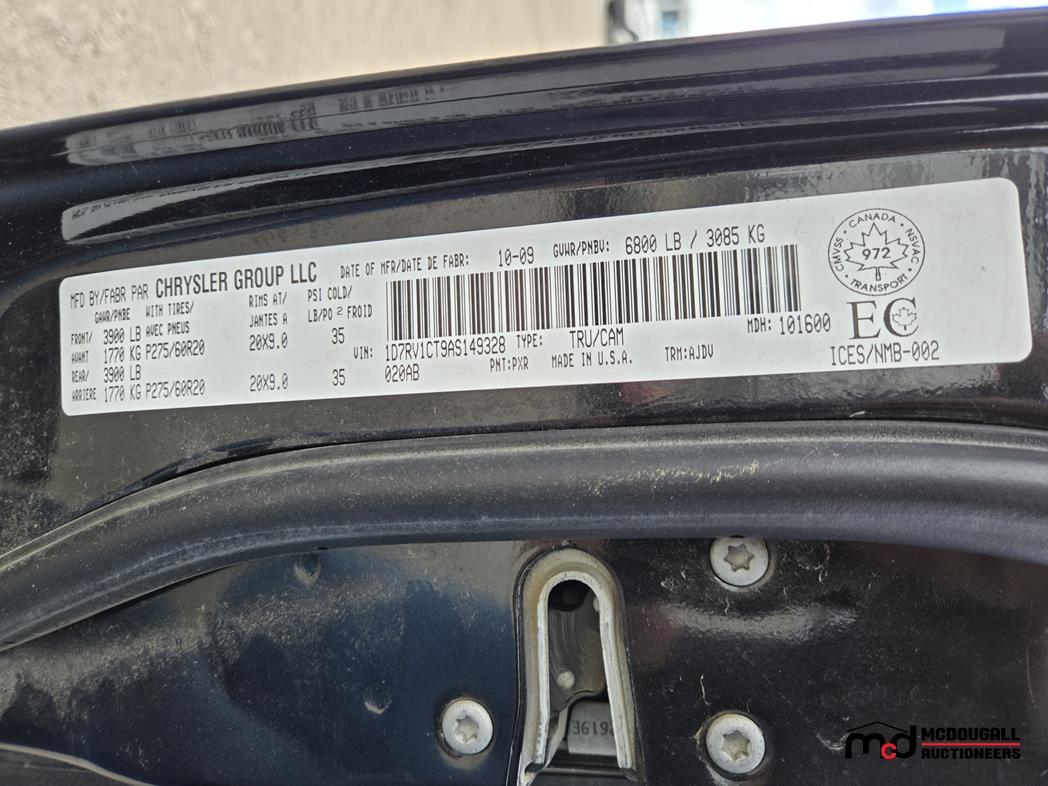 MFD BY/FABR PAR CHRYSLER GROUP LLC
DATE OF MFR/DATE DE FABR: 10-09 GVWR/PNBV: 6800 LB / 3085 KG
GAWR/PNBE WITH TIRES/ RIMS AT/ PSI COLD/
AVEC PNEUS JANTES A LB/PO 2 FROID
FRONT/ 3900 LB
AVANT 1770 KG P275/60R20 20X9.0 35
REAR/ 3900 LB
ARRIERE 1770 KG P275/60R20 20X9.0 35
VIN: 1D7RV1CT9AS149328 TYPE: TRU/CAM MDH: 101600
020AB PNT:PXR MADE IN U.S.A. TRM:AJDV
CANADA
CMVSS NSVAC
972
TRANSPORT
EC
ICES/NMB-002
2619E
mcd MCDOUGALL
AUCTIONEERS